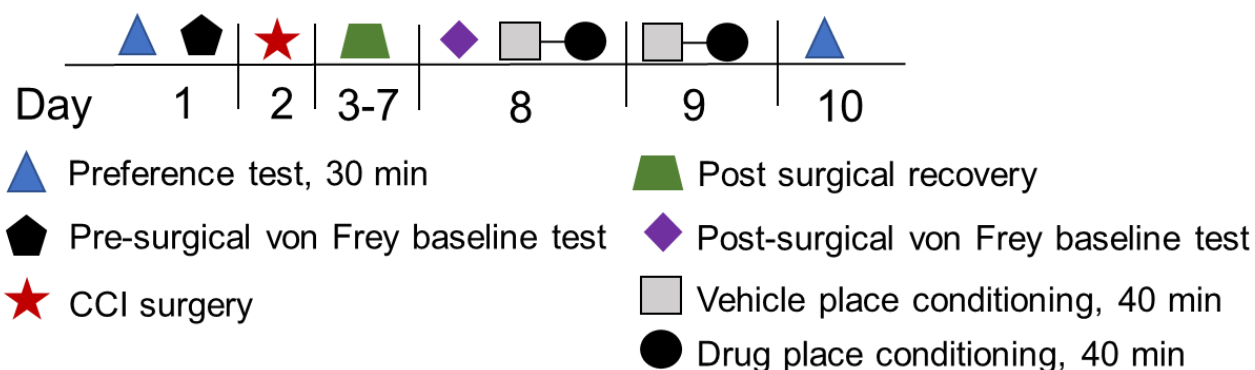 Day 1 2 3-7 8 9 10
Preference test, 30 min
Pre-surgical von Frey baseline test
CCI surgery
Post surgical recovery
Post-surgical von Frey baseline test
Vehicle place conditioning, 40 min
Drug place conditioning, 40 min